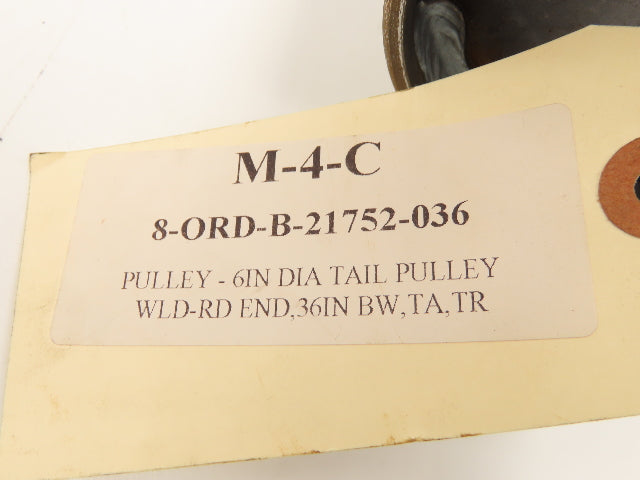 M-4-C
8-ORD-B-21752-036
PULLEY - 6IN DIA TAIL PULLEY
WLD-RD END,36IN BW,TA,TR